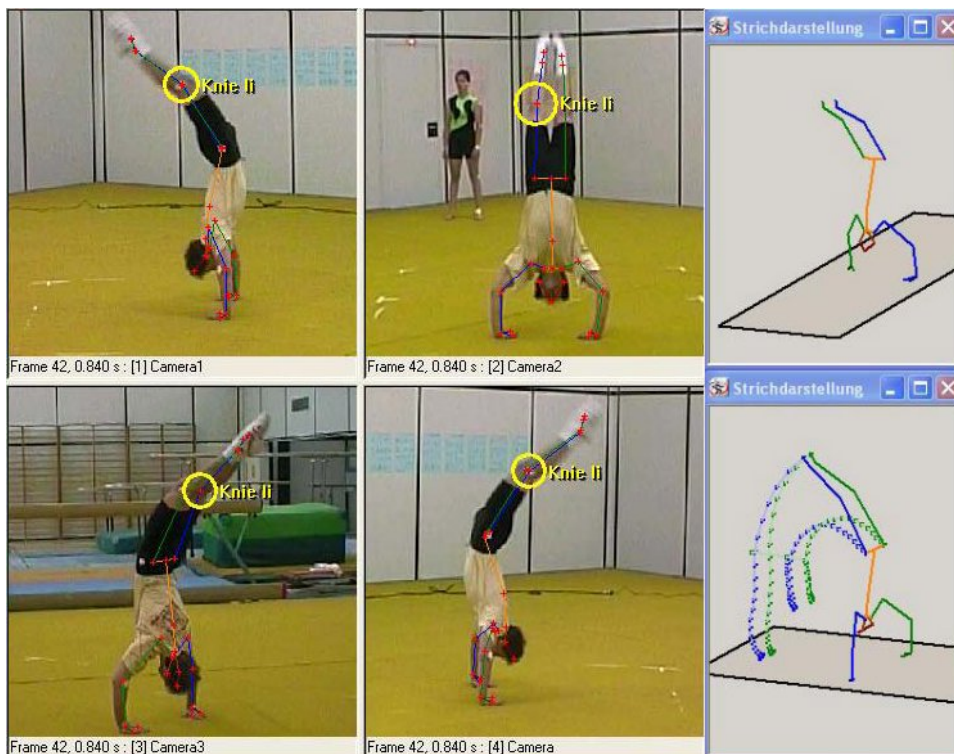 Knie li
Knie li
Strichdarstellung
Frame 42, 0.840 s : [1] Camera1
Frame 42, 0.840 s : [2] Camera2
Knie li
Knie li
Strichdarstellung
Frame 42, 0.840 s : [3] Camera3
Frame 42, 0.840 s : [4] Camera